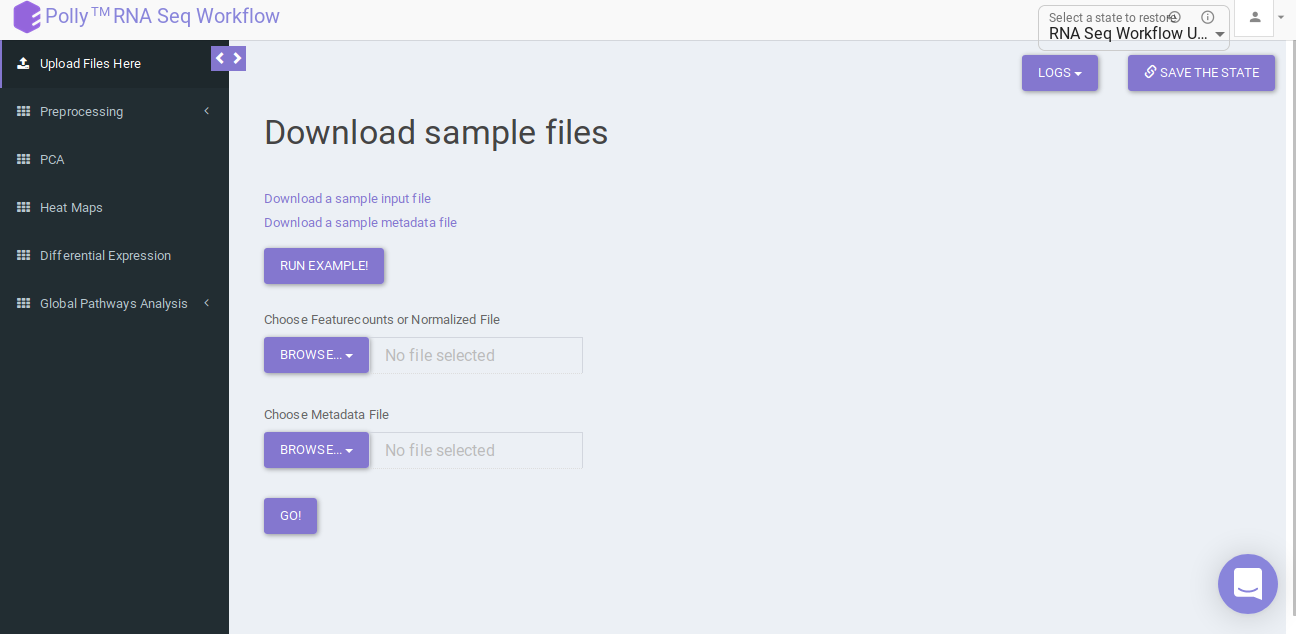 Polly™RNA Seq Workflow
Select a state to restore
RNA Seq Workflow U...
Upload Files Here
Preprocessing
PCA
Heat Maps
Differential Expression
Global Pathways Analysis
LOGS
SAVE THE STATE
Download sample files
Download a sample input file
Download a sample metadata file
RUN EXAMPLE!
Choose Featurecounts or Normalized File
BROWSE...
No file selected
Choose Metadata File
BROWSE...
No file selected
GO!